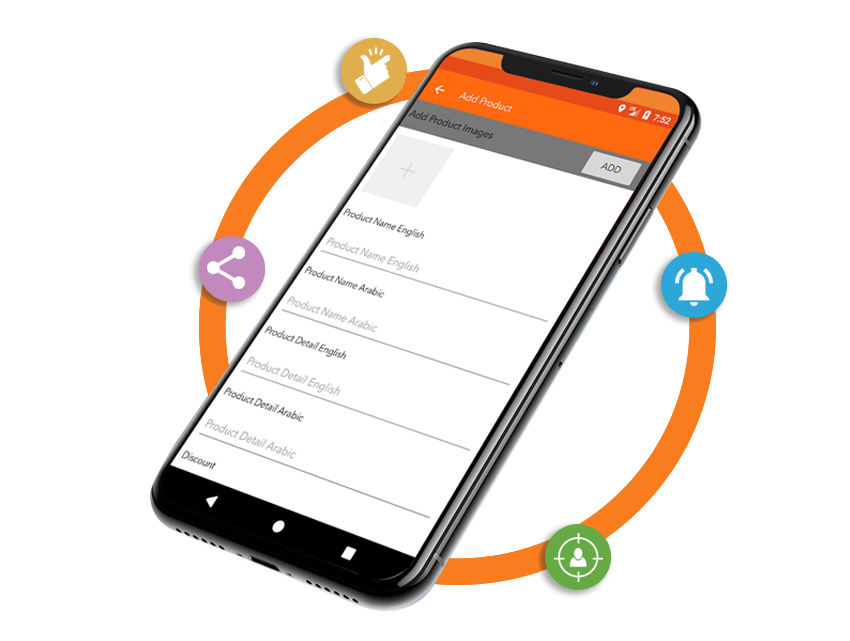 7:52
Add Product
Add Product Images
ADD
Product Name English
Product Name English
Product Name Arabic
Product Name Arabic
Product Detail English
Product Detail English
Product Detail Arabic
Product Detail Arabic
Discount